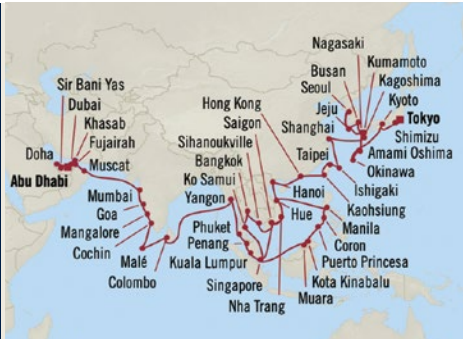 Nagasaki
Busan
Kumamoto
Seoul
Kagoshima
Sir Bani Yas
Hong Kong
Jeju
Kyoto
Dubai
Saigon
Shanghai
Tokyo
Khasab
Sihanoukville
Shimizu
Fujairah
Bangkok
Taipei
Amami Oshima
Doha
Muscat
Ko Samui
Okinawa
Abu Dhabi
Yangon
Hanoi
Ishigaki
Mumbai
Hue
Kaohsiung
Goa
Phuket
Manila
Mangalore
Penang
Coron
Cochin
Kuala Lumpur
Puerto Princesa
Malé
Singapore
Kota Kinabalu
Colombo
Nha Trang
Muara